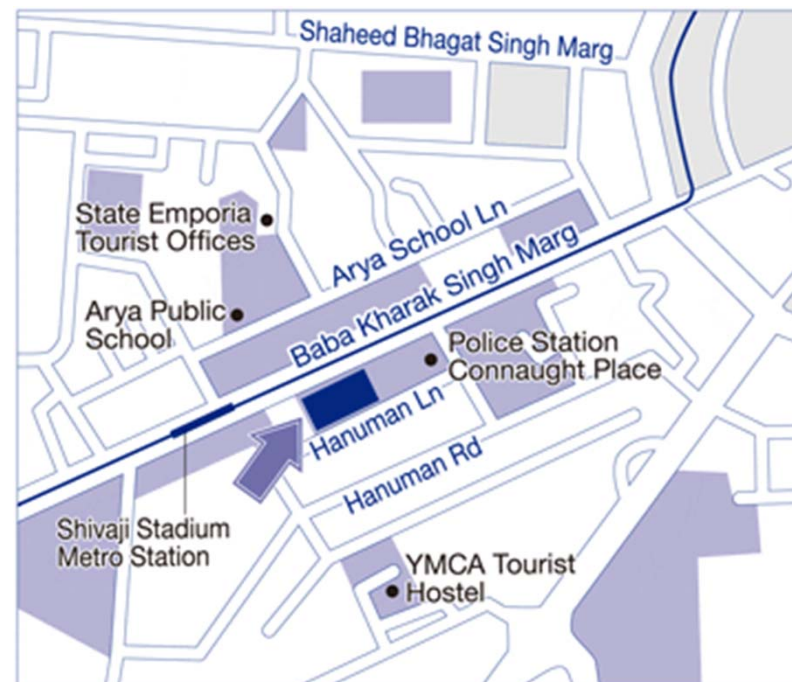 Shaheed Bhagat Singh Marg
State Emporia
Tourist Offices
Arya School Ln
Baba Kharak Singh Marg
Arya Public
School
Police Station
Connaught Place
Hanuman Ln
Hanuman Rd
Shivaji Stadium
Metro Station
YMCA Tourist
Hostel